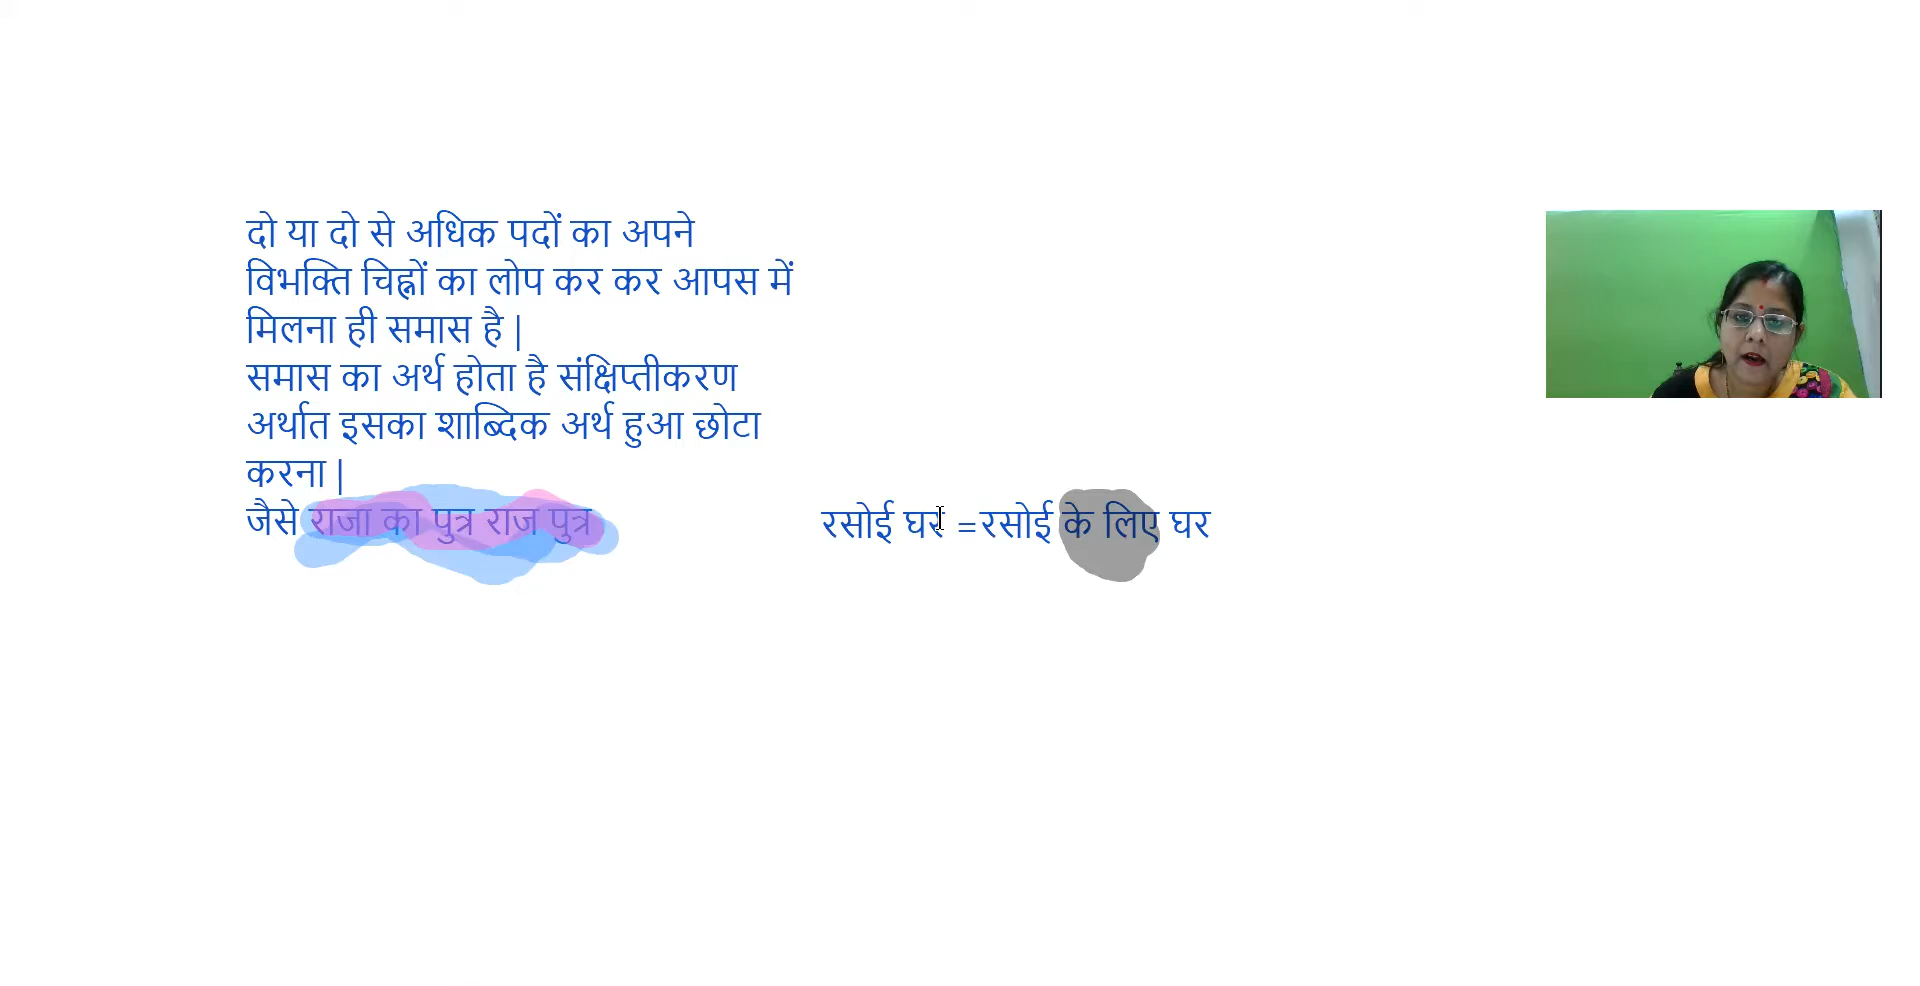 दो या दो से अधिक पदों का अपने
विभक्ति चिह्नों का लोप कर कर आपस में
मिलना ही समास है |
समास का अर्थ होता है संक्षिप्तीकरण
अर्थात इसका शाब्दिक अर्थ हुआ छोटा
करना |
जैसे राजा का पुत्र राज पुत्र
रसोई घर =रसोई के लिए घर